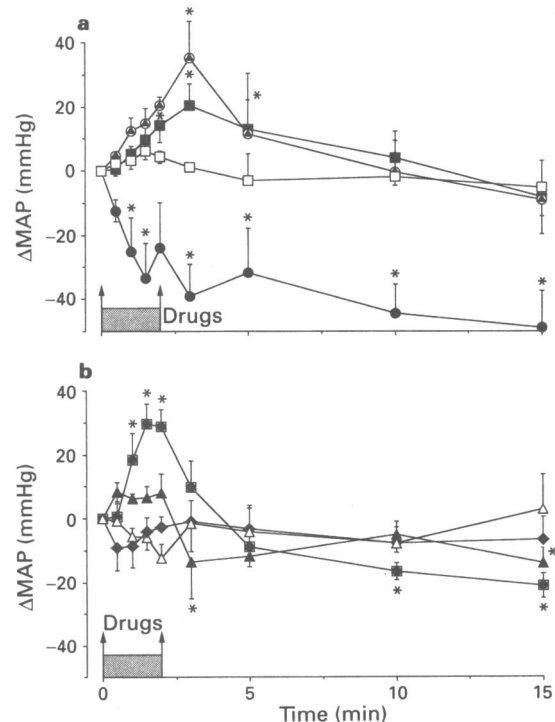 a
40
20
0
−20
−40
ΔMAP (mmHg)
Drugs
* * * * * * * * * *
b
40
20
0
−20
−40
ΔMAP (mmHg)
Drugs
* * * * * * *
0 5 10 15
Time (min)